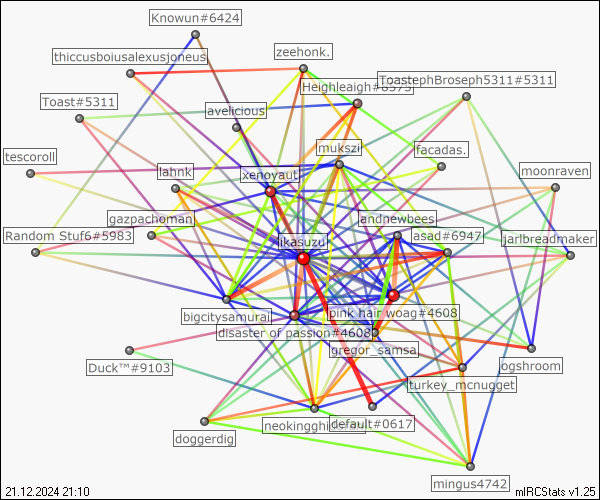 Knowun#6424
zeehonk.
thiccusboiusalexusjoneus
ToastephBroseph5311#5311
Heighleigh#8575
Toast#5311
avelicious
mukszi
facadas.
tescoroll
lahnk
xenoyaut
moonraven
gazpachoman
andnewbees
Random Stuf6#5983
ikasuzu
asad#6947
jarlbreadmaker
bigcitysamurai
pink hair woag#4608
disaster of passion#4608
gregor_samsa
Duck™#9103
ogshroom
turkey_mcnugget
doggerdig
default#0617
mingus4742
21.12.2024 21:10
mIRCStats v1.25